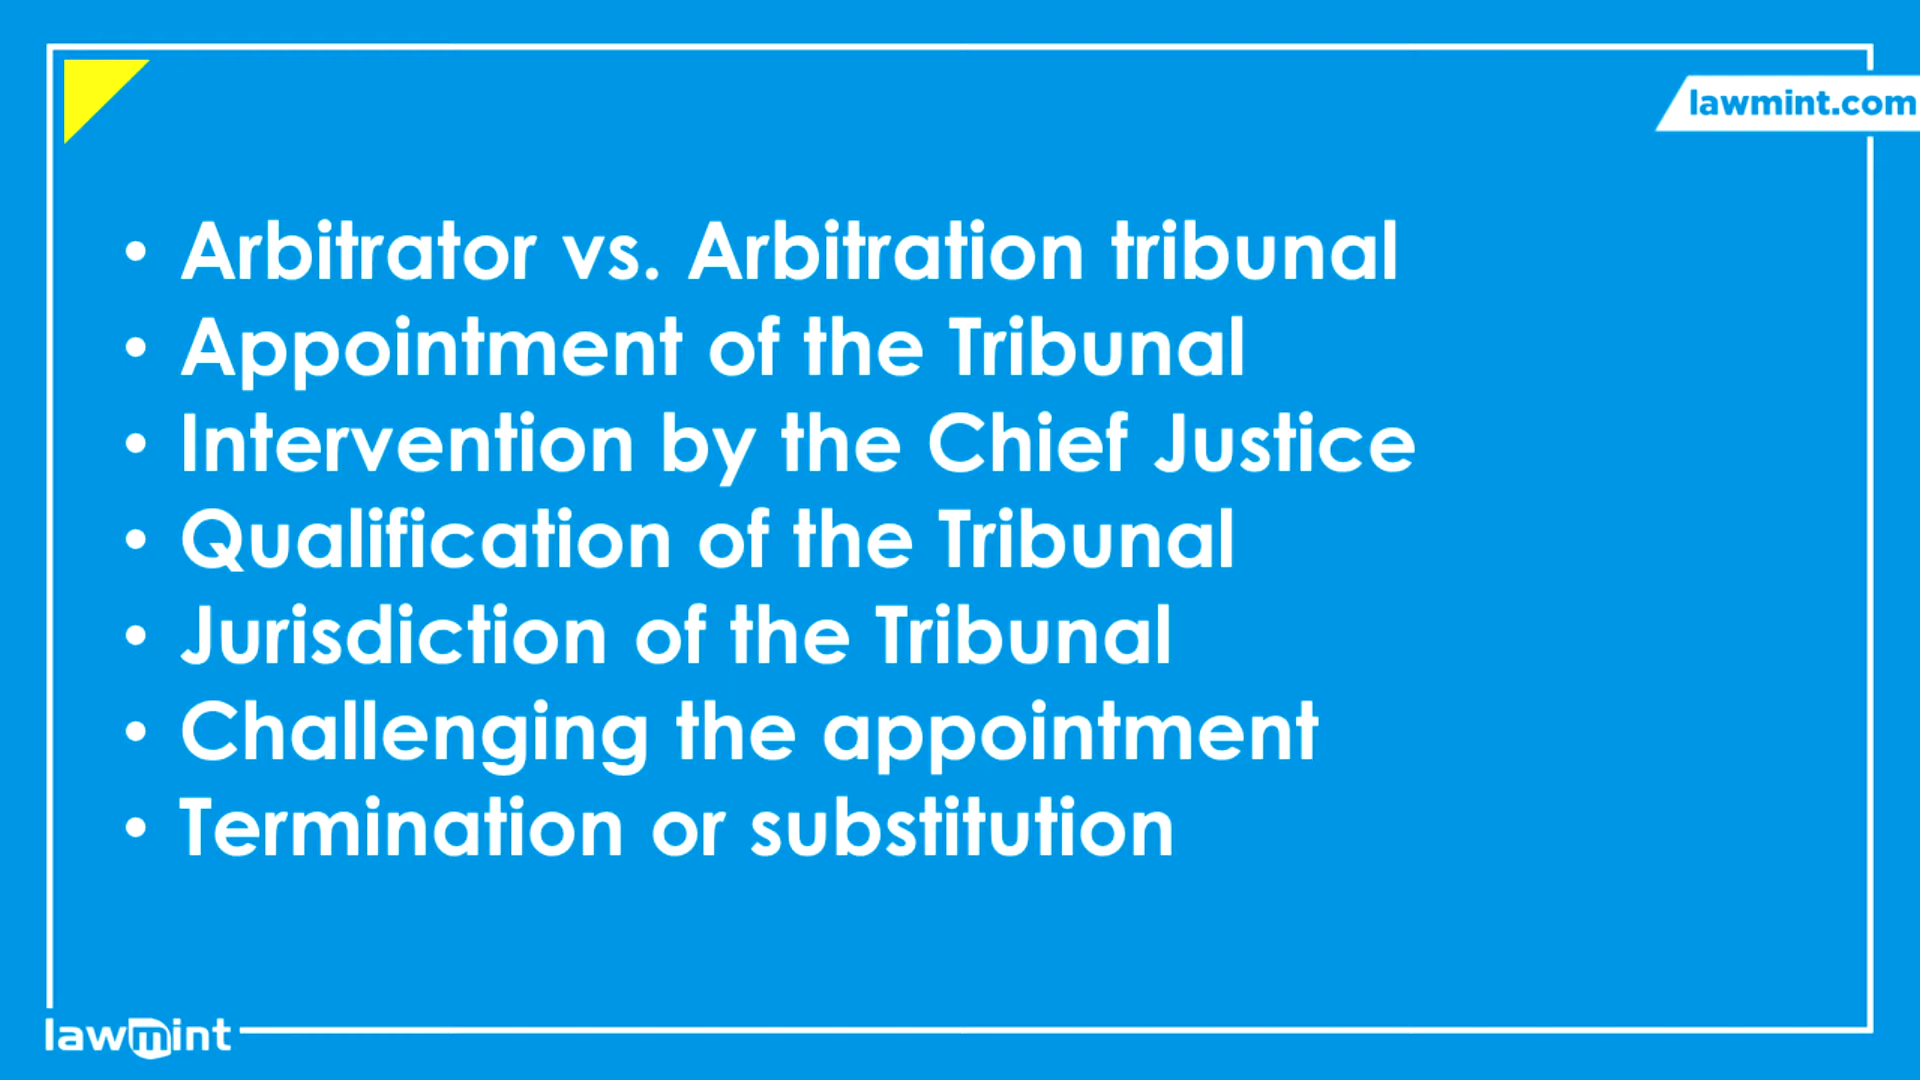 lawmint.com
• Arbitrator vs. Arbitration tribunal
• Appointment of the Tribunal
• Intervention by the Chief Justice
• Qualification of the Tribunal
• Jurisdiction of the Tribunal
• Challenging the appointment
• Termination or substitution
lawmint